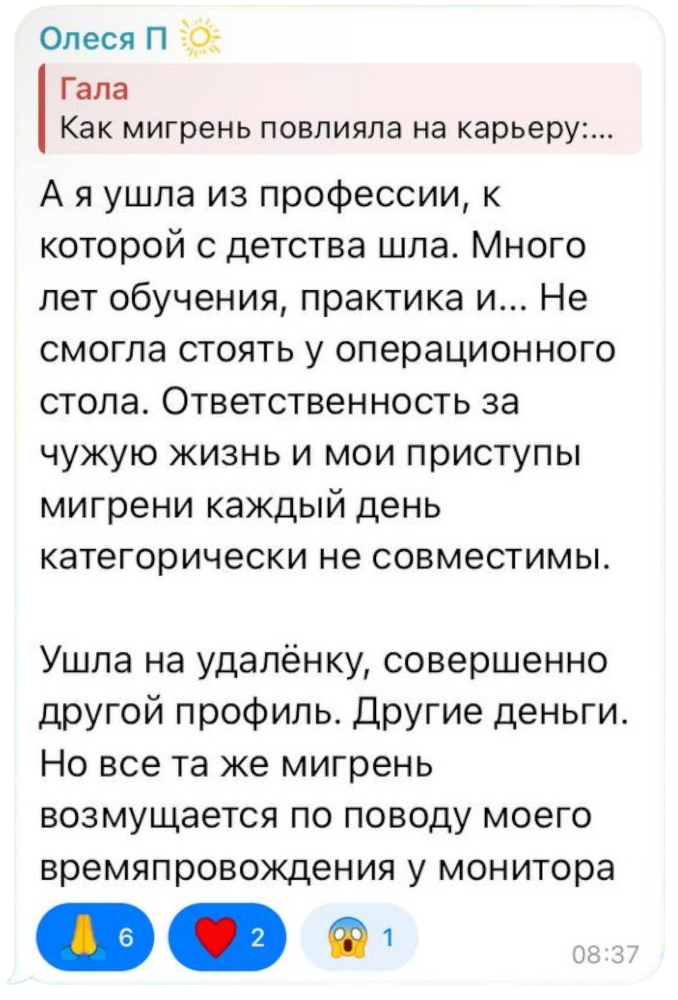 Олеся П
Гала
Как мигрень повлияла на карьеру:...
А я ушла из профессии, к
которой с детства шла. Много
лет обучения, практика и... Не
смогла стоять у операционного
стола. Ответственность за
чужую жизнь и мои приступы
мигрени каждый день
категорически не совместимы.
Ушла на удалёнку, совершенно
другой профиль. Другие деньги.
Но все та же мигрень
возмущается по поводу моего
времяпровождения у монитора
6 2 1
08:37